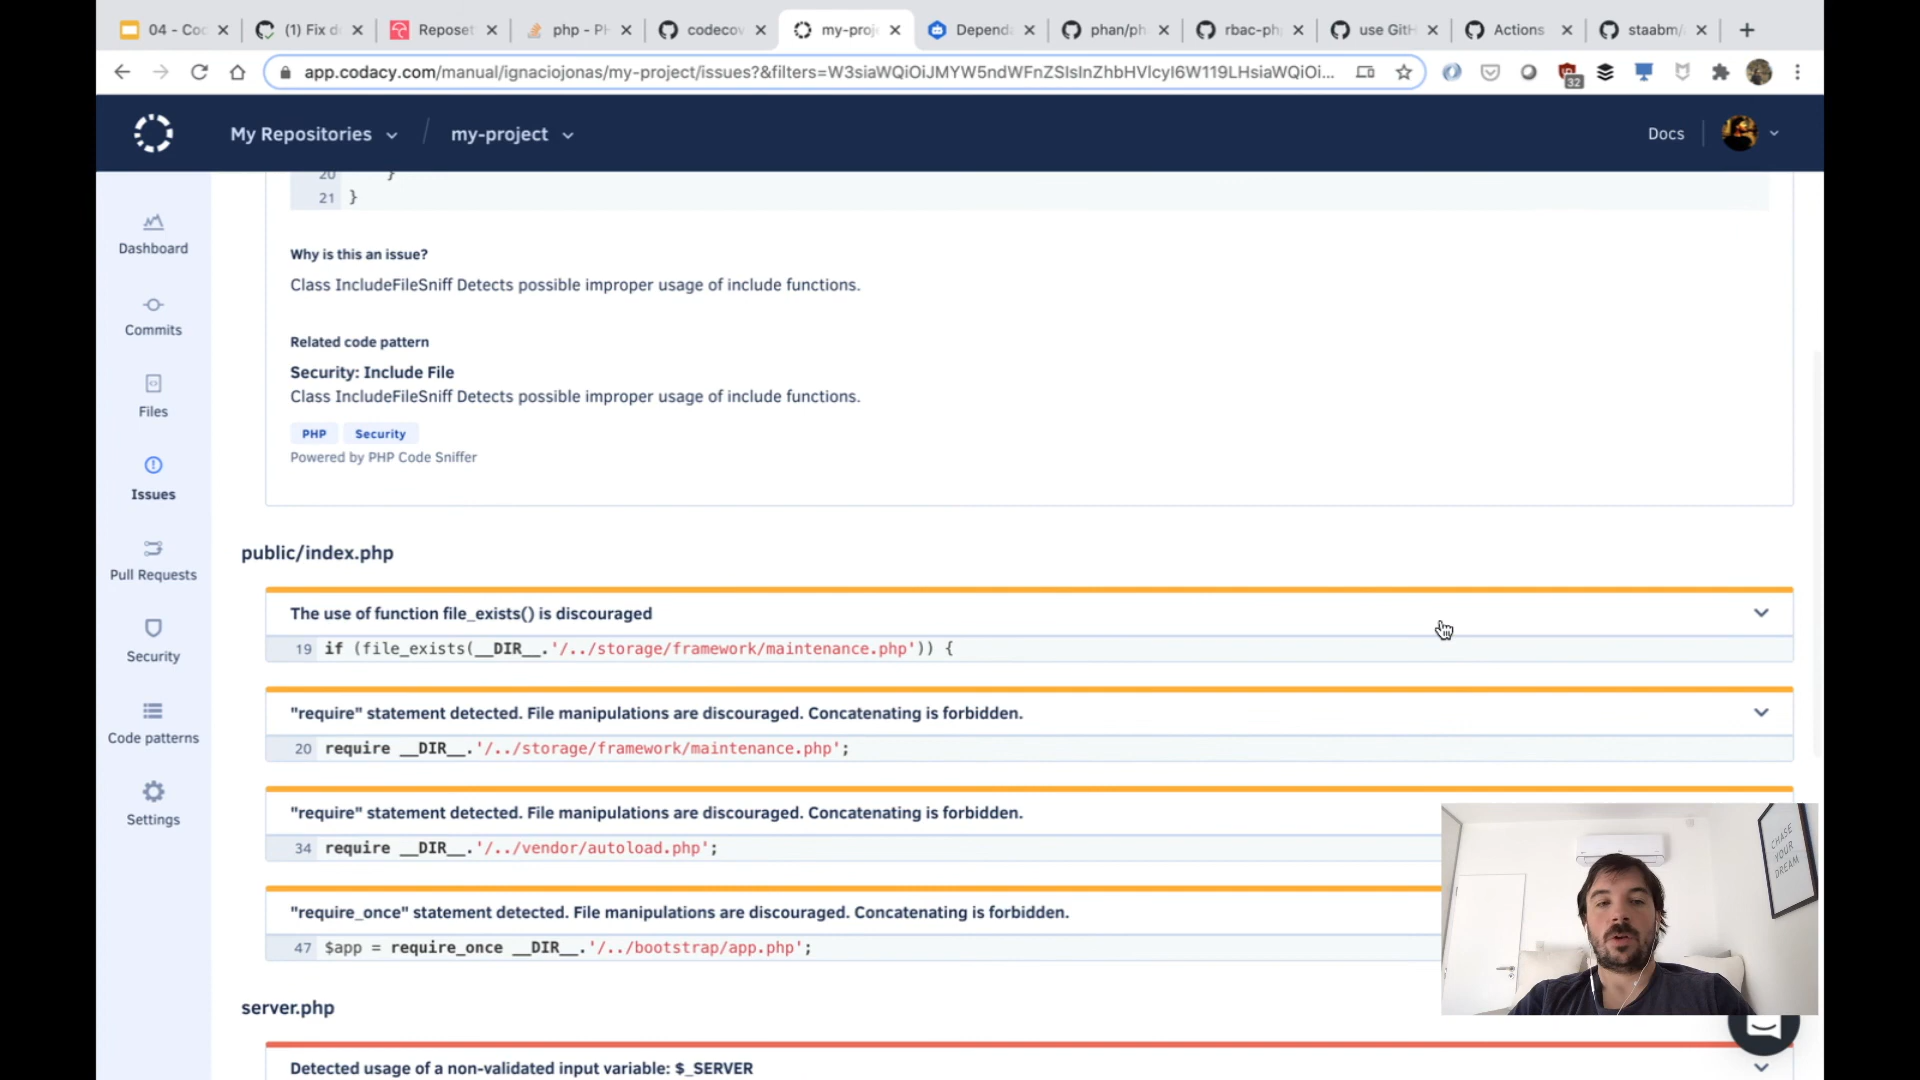 04 - Coc
(1) Fix de
Reposet
php - PH
codecov
my-proj
Depend
phan/ph
rbac-php
use GitH
Actions
staabm/
app.codacy.com/manual/ignaciojonas/my-project/issues?&filters=W3siaWQiOiJMYW5ndWFnZSIsInZhbHVlcyI6W119LHsiaWQiOi...
32
My Repositories / my-project
Docs
Dashboard
Commits
Files
Issues
Pull Requests
Security
Code patterns
Settings
20 }
21 }
Why is this an issue?
Class IncludeFileSniff Detects possible improper usage of include functions.
Related code pattern
Security: Include File
Class IncludeFileSniff Detects possible improper usage of include functions.
PHP Security
Powered by PHP Code Sniffer
public/index.php
The use of function file_exists() is discouraged
19 if (file_exists(__DIR__.'/../storage/framework/maintenance.php')) {
"require" statement detected. File manipulations are discouraged. Concatenating is forbidden.
20 require __DIR__.'/../storage/framework/maintenance.php';
"require" statement detected. File manipulations are discouraged. Concatenating is forbidden.
34 require __DIR__.'/../vendor/autoload.php';
"require_once" statement detected. File manipulations are discouraged. Concatenating is forbidden.
47 $app = require_once __DIR__.'/../bootstrap/app.php';
server.php
Detected usage of a non-validated input variable: $_SERVER
CHASE
YOUR
DREAM